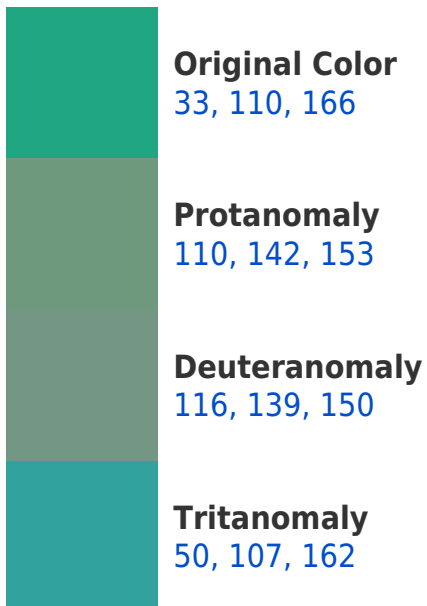 Original Color
33, 110, 166
Protanomaly
110, 142, 153
Deuteranomaly
116, 139, 150
Tritanomaly
50, 107, 162